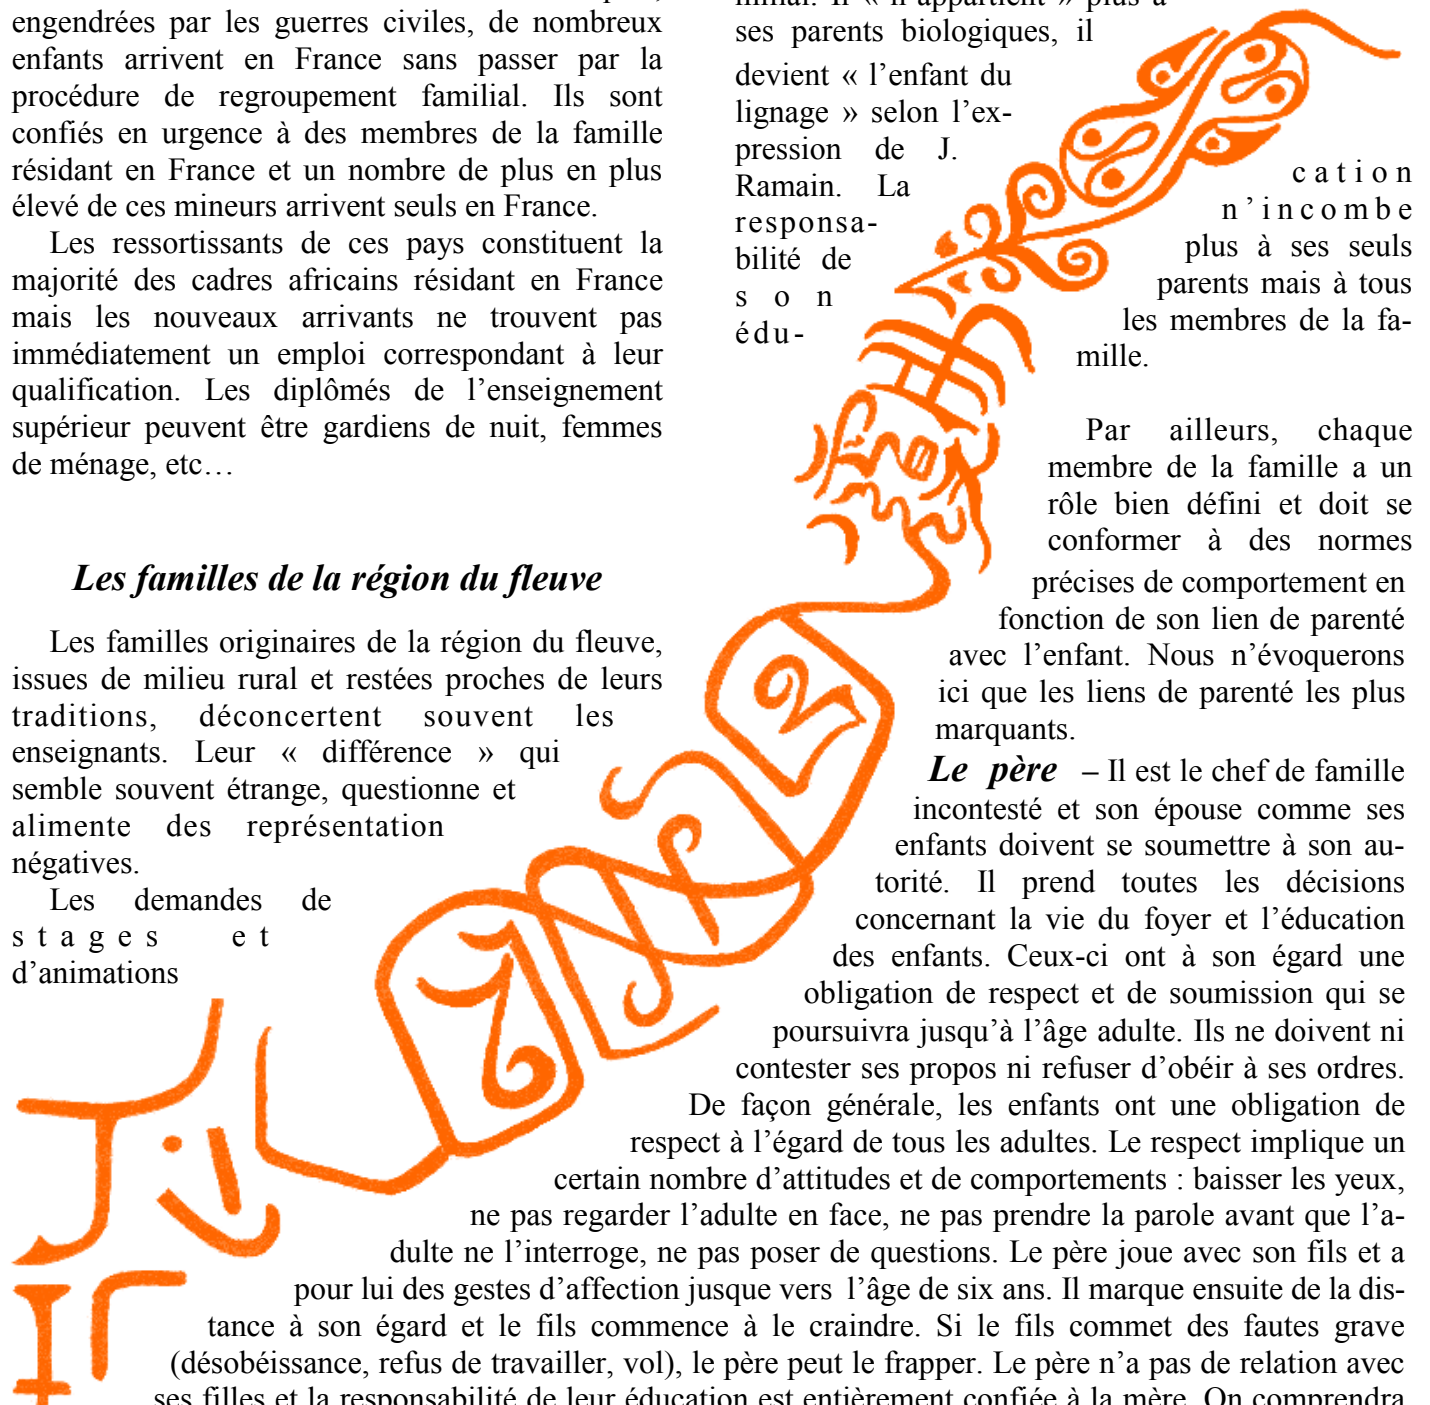 engendrées par les guerres civiles, de nombreux
enfants arrivent en France sans passer par la
procédure de regroupement familial. Ils sont
confiés en urgence à des membres de la famille
résidant en France et un nombre de plus en plus
élevé de ces mineurs arrivent seuls en France.
Les ressortissants de ces pays constituent la
majorité des cadres africains résidant en France
mais les nouveaux arrivants ne trouvent pas
immédiatement un emploi correspondant à leur
qualification. Les diplômés de l’enseignement
supérieur peuvent être gardiens de nuit, femmes
de ménage, etc…
Les familles de la région du fleuve
Les familles originaires de la région du fleuve,
issues de milieu rural et restées proches de leurs
traditions, déconcertent souvent les
enseignants. Leur « différence » qui
semble souvent étrange, questionne et
alimente des représentation
négatives.
Les demandes de
stages et
d’animations
Il « n’appartient » plus à
ses parents biologiques, il
devient « l’enfant du
lignage » selon l’ex-
pression de J.
Ramain. La
responsa-
bilité de
son
édu-
cation
n’incombe
plus à ses seuls
parents mais à tous
les membres de la fa-
mille.
Par ailleurs, chaque
membre de la famille a un
rôle bien défini et doit se
conformer à des normes
précises de comportement en
fonction de son lien de parenté
avec l’enfant. Nous n’évoquerons
ici que les liens de parenté les plus
marquants.
Le père – Il est le chef de famille
incontesté et son épouse comme ses
enfants doivent se soumettre à son au-
torité. Il prend toutes les décisions
concernant la vie du foyer et l’éducation
des enfants. Ceux-ci ont à son égard une
obligation de respect et de soumission qui se
poursuivra jusqu’à l’âge adulte. Ils ne doivent ni
contester ses propos ni refuser d’obéir à ses ordres.
De façon générale, les enfants ont une obligation de
respect à l’égard de tous les adultes. Le respect implique un
certain nombre d’attitudes et de comportements : baisser les yeux,
ne pas regarder l’adulte en face, ne pas prendre la parole avant que l’a-
dulte ne l’interroge, ne pas poser de questions. Le père joue avec son fils et a
pour lui des gestes d’affection jusque vers l’âge de six ans. Il marque ensuite de la dis-
tance à son égard et le fils commence à le craindre. Si le fils commet des fautes grave
(désobéissance, refus de travailler, vol), le père peut le frapper. Le père n’a pas de relation avec
ses filles et la responsabilité de leur éducation est entièrement confiée à la mère. On comprendra